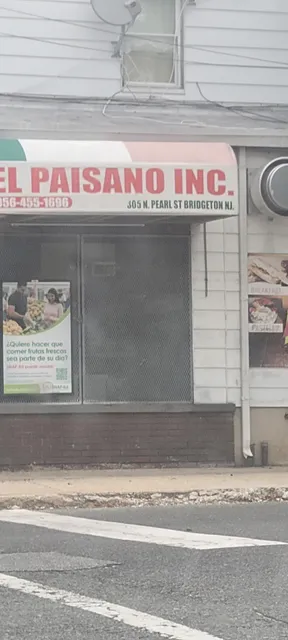 EL PAISANO INC.
856-455-1696
305 N. PEARL ST BRIDGETON NJ.
¿Quiere hacer que
comer frutas frescas
sea parte de su día?